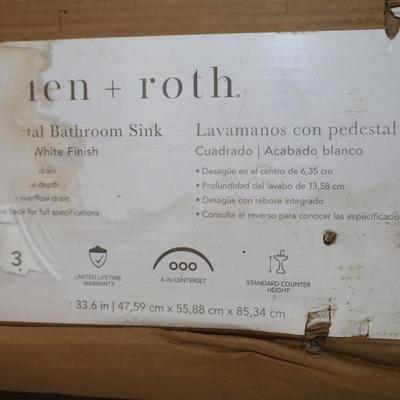 en + roth.
Bathroom Sink
White Finish
drain
depth
overflow drain
back for full specifications
Lavamanos con pedestal
Cuadrado | Acabado blanco
• Desagüe en el centro de 6,35 cm
• Profundidad del lavabo de 13,58 cm
• Desagüe con rebose integrado
• Consulte el reverso para conocer las especificacio
3
LIMITED LIFETIME
WARRANTY
4-IN CENTERSET
STANDARD COUNTER
HEIGHT
33.6 in | 47,59 cm x 55,88 cm x 85,34 cm